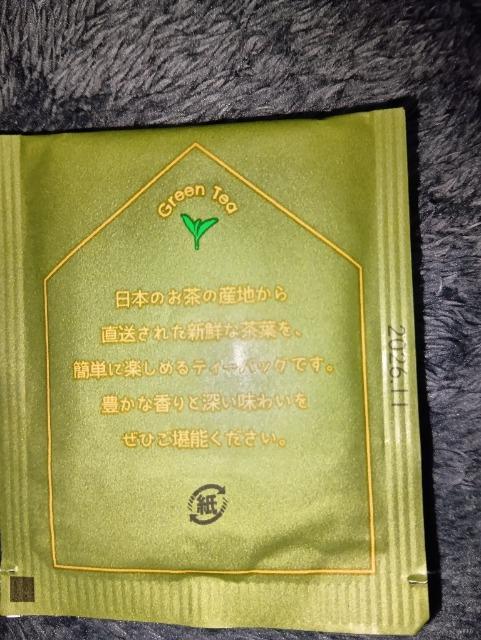 Green Tea
日本のお茶の産地から
直送された新鮮な茶葉を、
簡単に楽しめるティーバッグです。
豊かな香りと深い味わいを
ぜひご堪能ください。
紙
2026.11